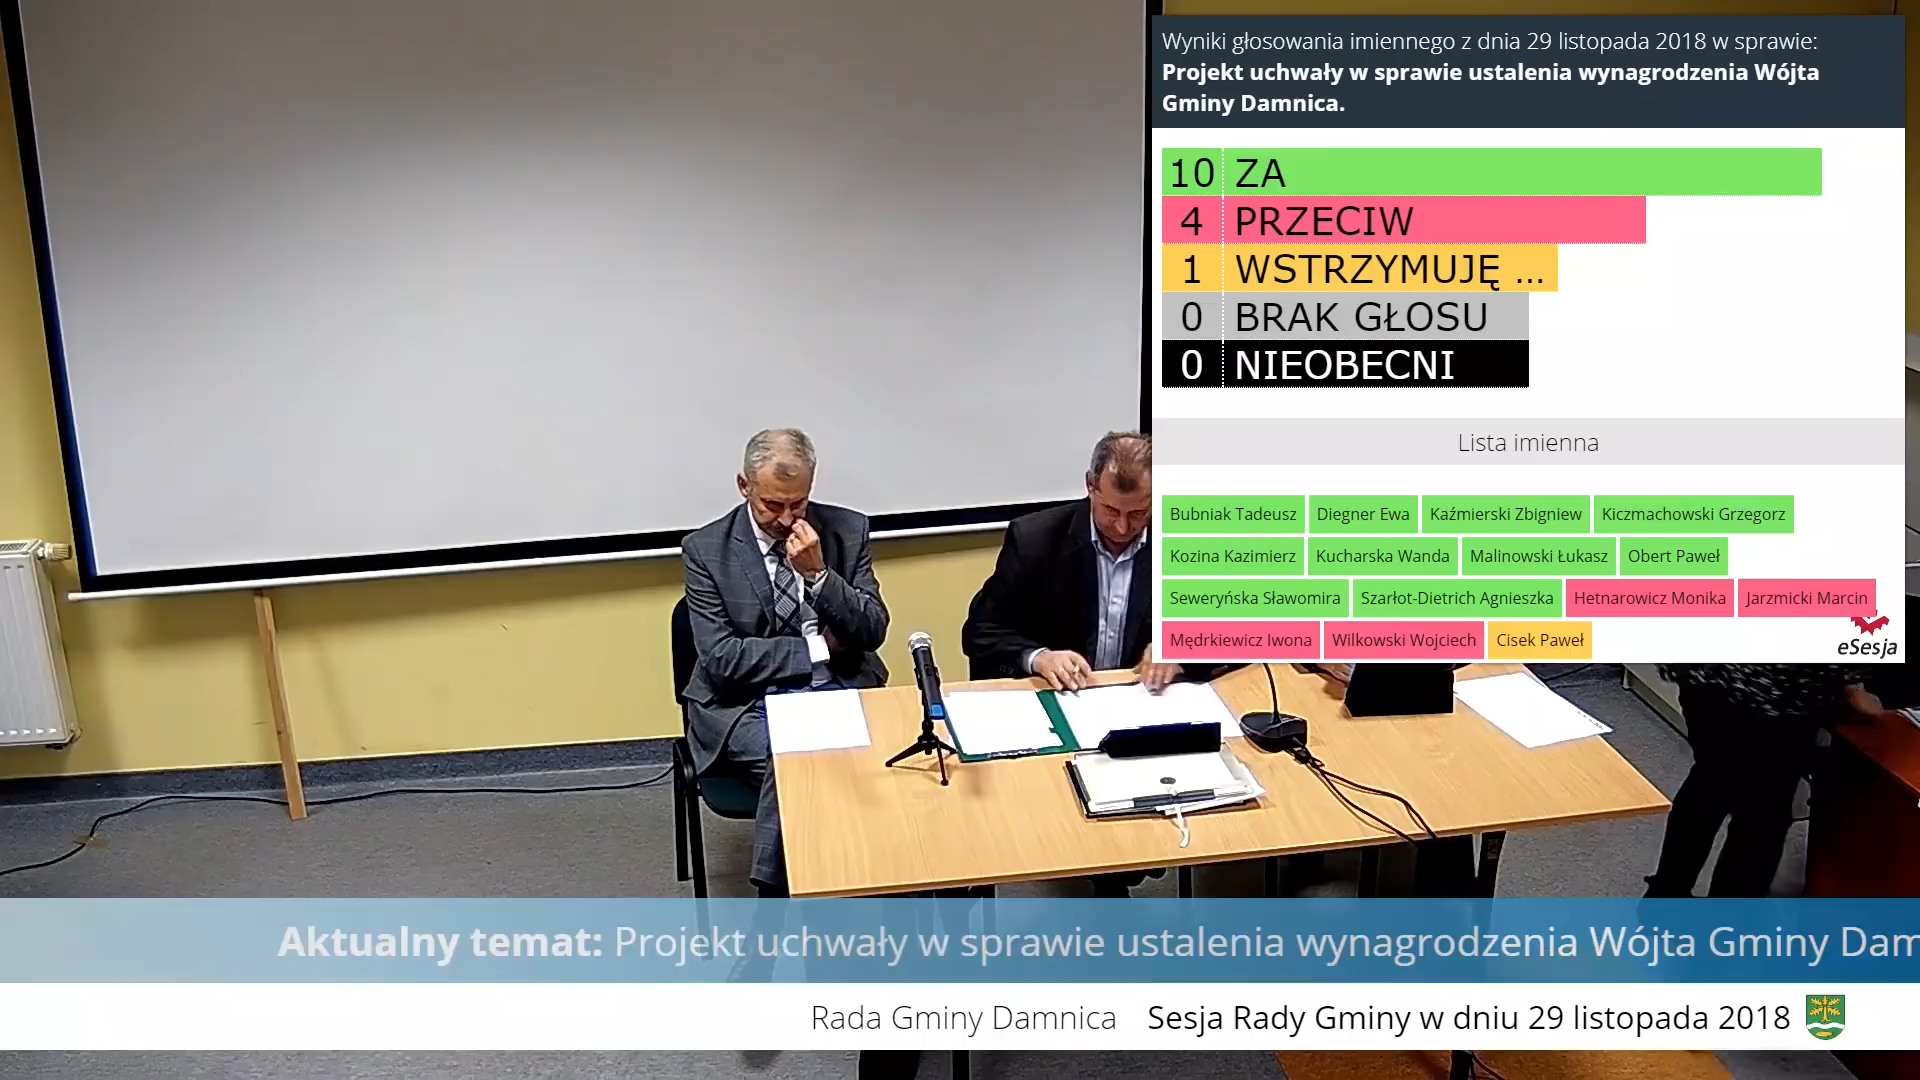 Wyniki głosowania imiennego z dnia 29 listopada 2018 w sprawie:
Projekt uchwały w sprawie ustalenia wynagrodzenia Wójta
Gminy Damnica.
10 ZA
4 PRZECIW
1 WSTRZYMUJĘ ...
0 BRAK GŁOSU
0 NIEOBECNI
Lista imienna
Bubniak Tadeusz Diegner Ewa Kaźmierski Zbigniew Kiczmachowski Grzegorz
Kozina Kazimierz Kucharska Wanda Malinowski Łukasz Obert Paweł
Seweryńska Sławomira Szarłot-Dietrich Agnieszka Hetnarowicz Monika Jarzmicki Marcin
Mędrkiewicz Iwona Wilkowski Wojciech Cisek Paweł
eSesja
Aktualny temat: Projekt uchwały w sprawie ustalenia wynagrodzenia Wójta Gminy Dam
Rada Gminy Damnica Sesja Rady Gminy w dniu 29 listopada 2018